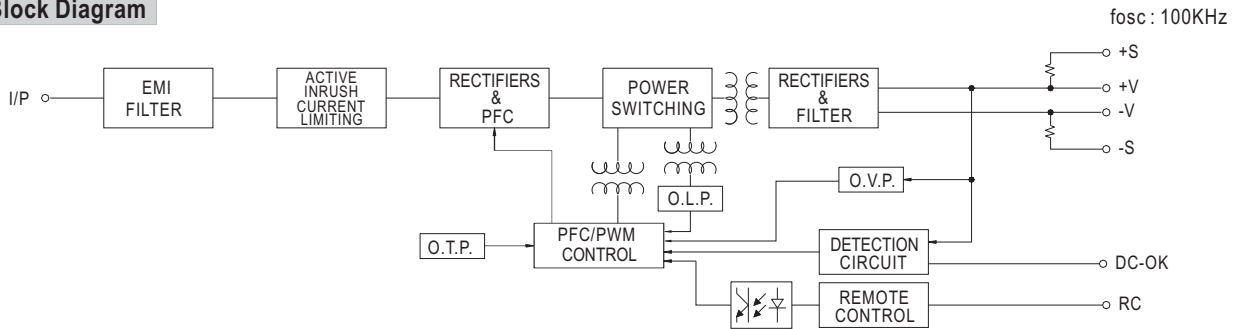 Block Diagram
fosc : 100KHz
I/P
EMI
FILTER
ACTIVE
INRUSH
CURRENT
LIMITING
RECTIFIERS
&
PFC
POWER
SWITCHING
RECTIFIERS
&
FILTER
+S
+V
-V
-S
O.L.P.
O.V.P.
O.T.P.
PFC/PWM
CONTROL
DETECTION
CIRCUIT
DC-OK
REMOTE
CONTROL
RC